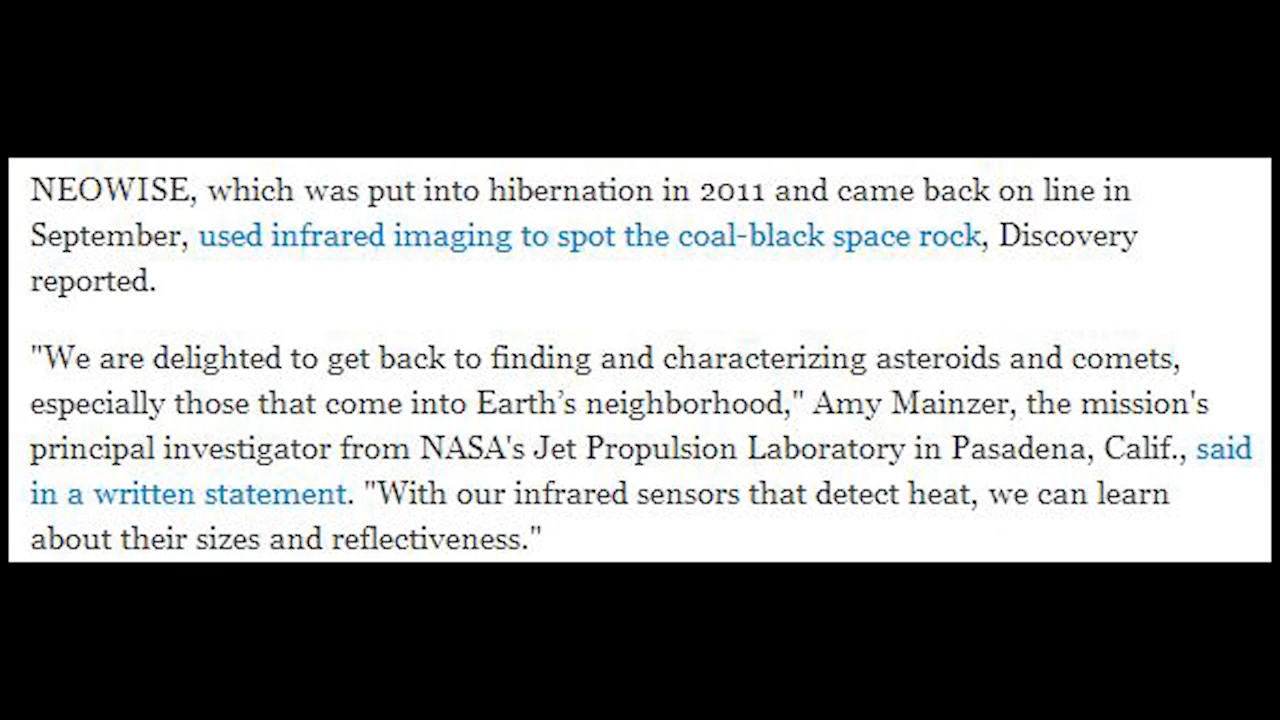 NEOWISE, which was put into hibernation in 2011 and came back on line in
September, used infrared imaging to spot the coal-black space rock, Discovery
reported.
"We are delighted to get back to finding and characterizing asteroids and comets,
especially those that come into Earth’s neighborhood," Amy Mainzer, the mission's
principal investigator from NASA's Jet Propulsion Laboratory in Pasadena, Calif., said
in a written statement. "With our infrared sensors that detect heat, we can learn
about their sizes and reflectiveness."